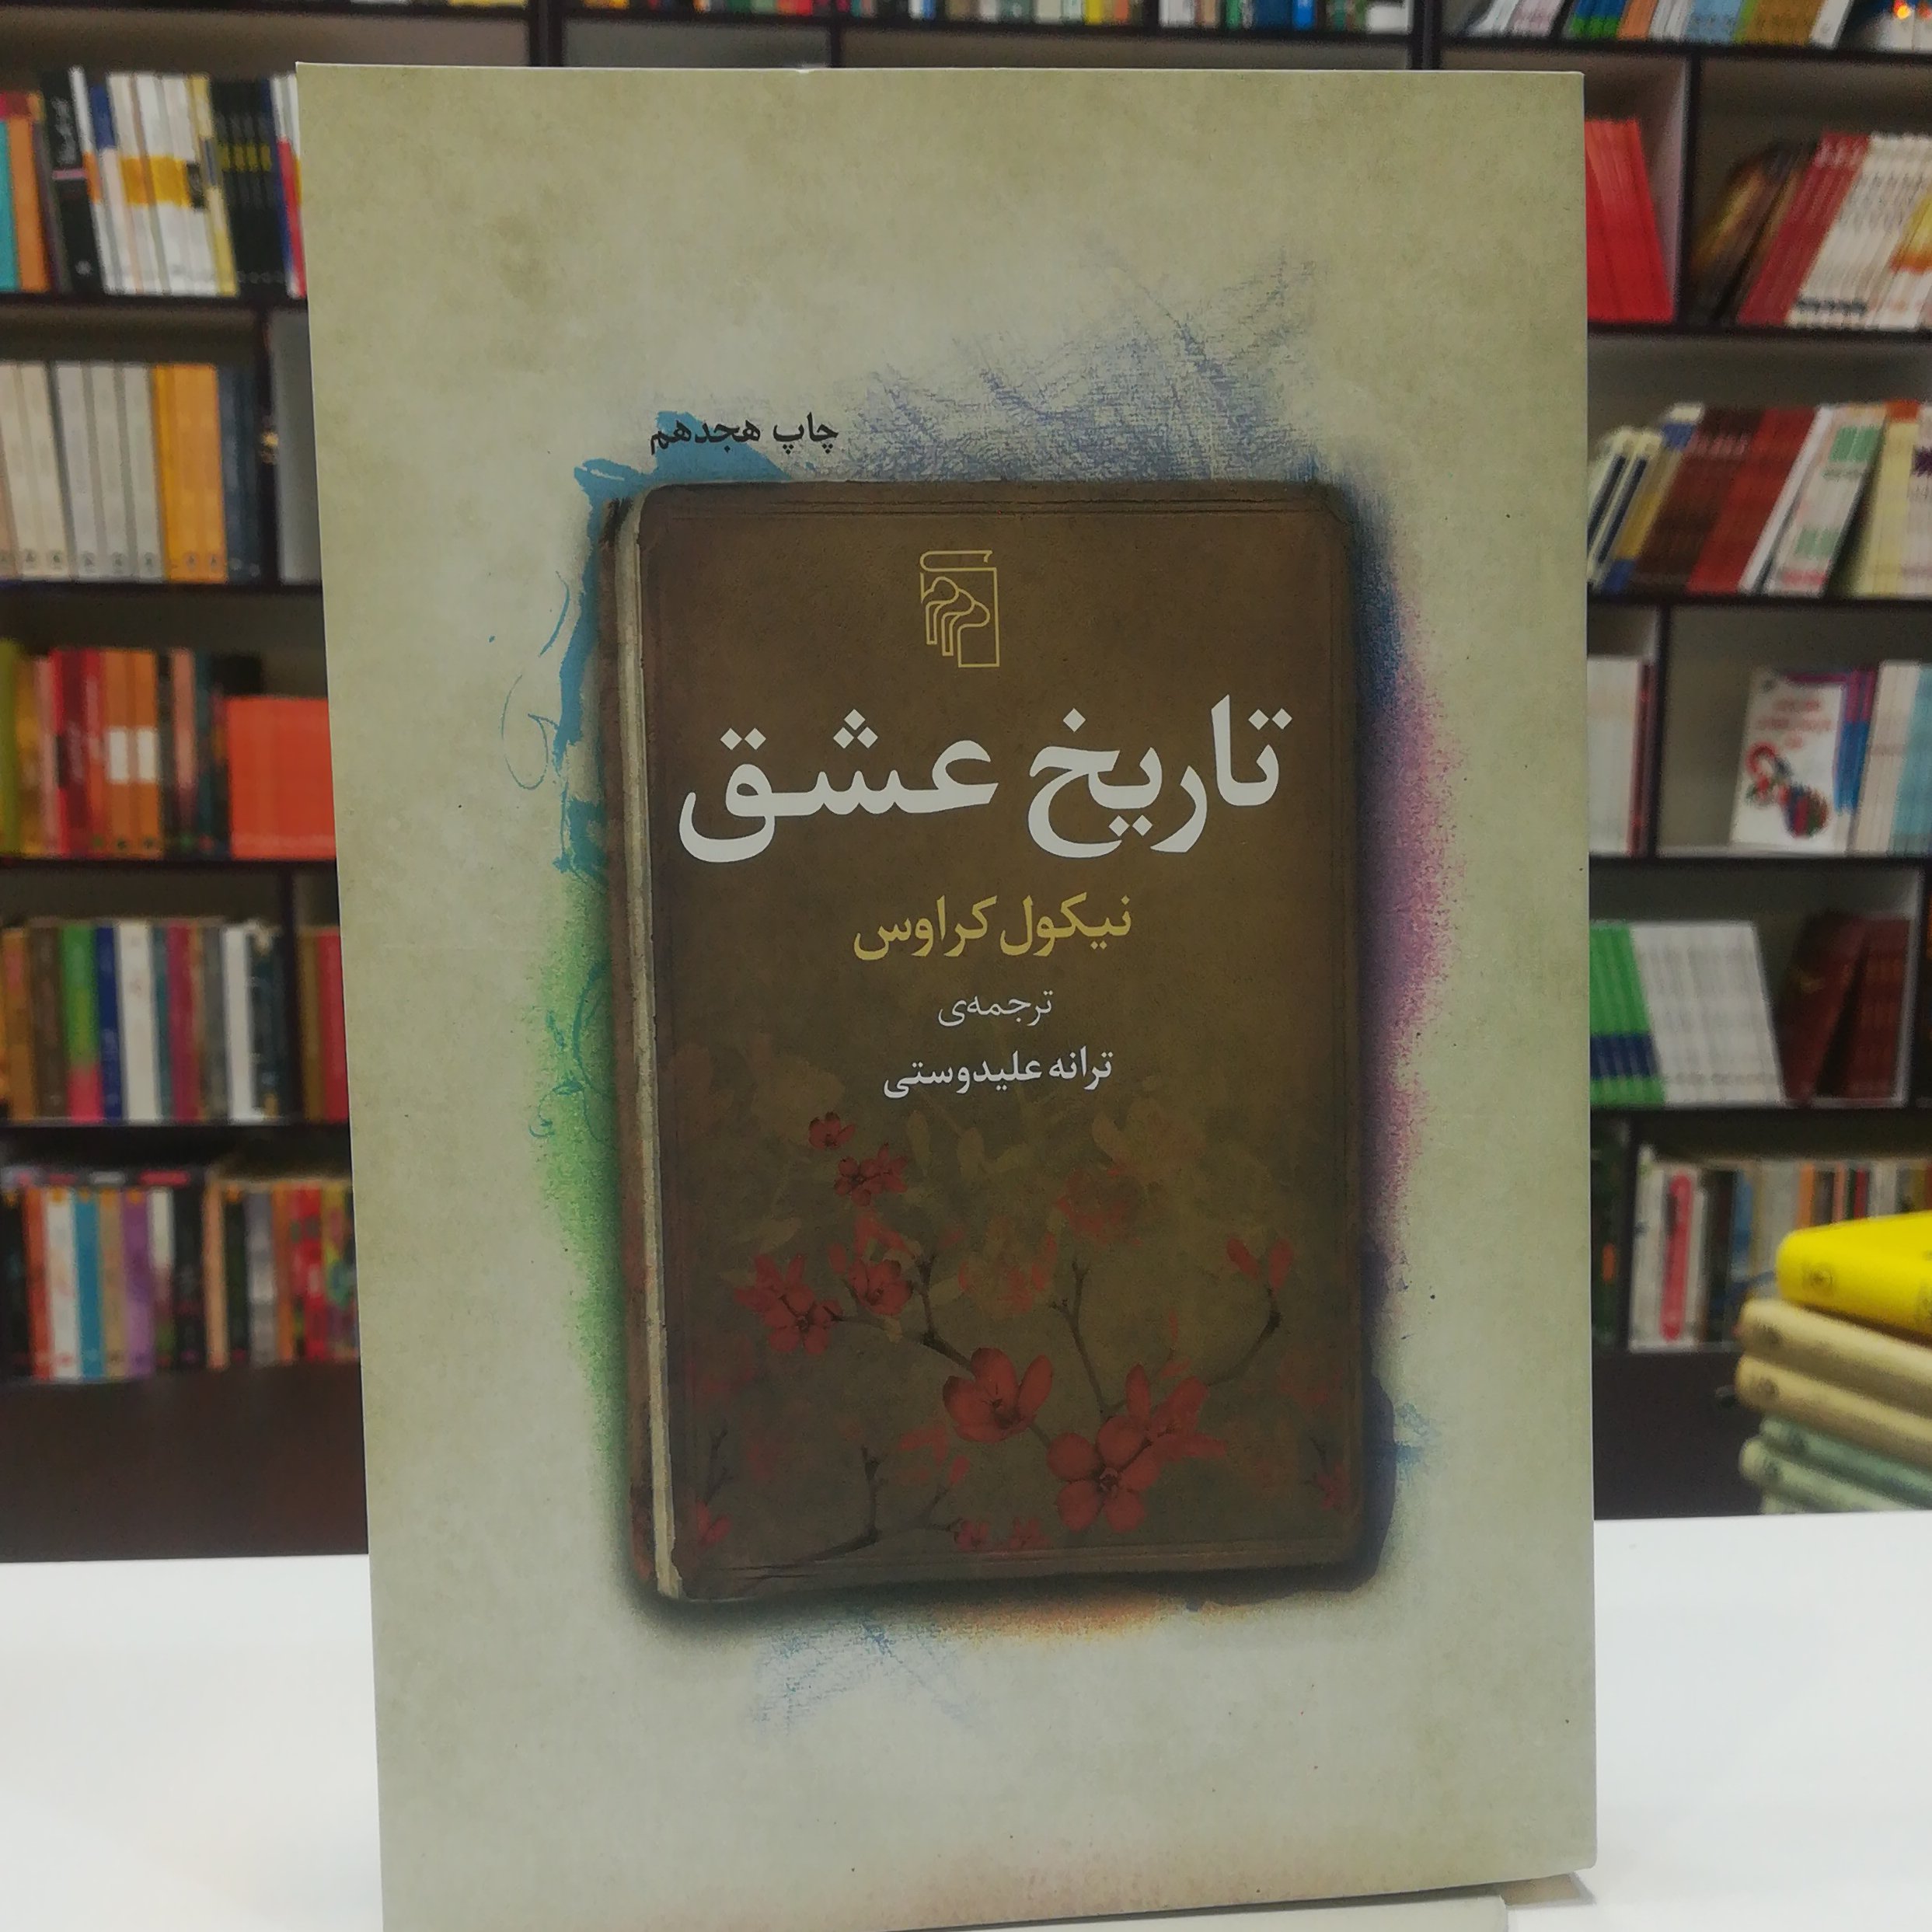 چاپ هجدهم
تاریخ عشق
نیکول کراوس
ترجمه‌ی
ترانه علیدوستی